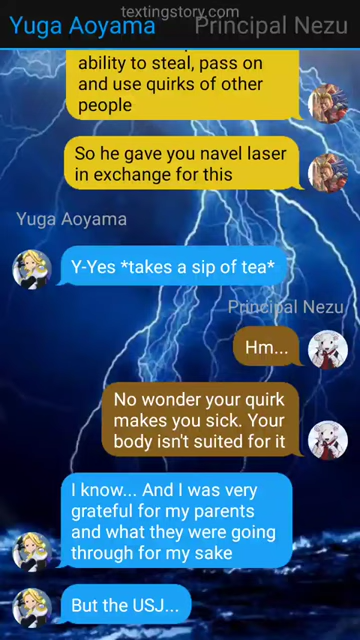 textingstory.com
Yuga Aoyama
Principal Nezu
ability to steal, pass on
and use quirks of other
people
So he gave you navel laser
in exchange for this
Yuga Aoyama
Y-Yes *takes a sip of tea*
Principal Nezu
Hm...
No wonder your quirk
makes you sick. Your
body isn't suited for it
I know... And I was very
grateful for my parents
and what they were going
through for my sake
But the USJ...